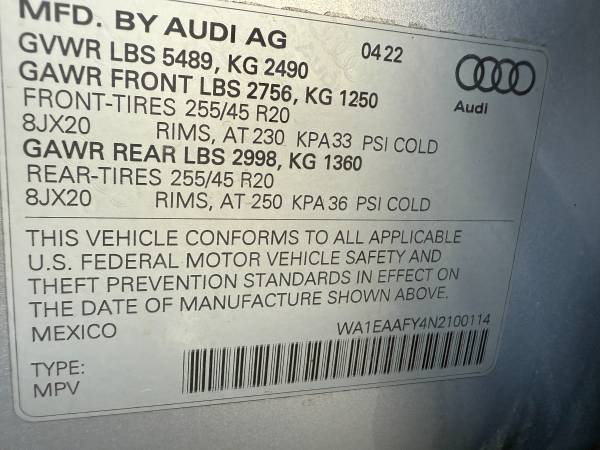 MFD. BY AUDI AG 0422
GVWR LBS 5489, KG 2490
GAWR FRONT LBS 2756, KG 1250
Audi
FRONT-TIRES 255/45 R20
8JX20 RIMS, AT 230 KPA 33 PSI COLD
GAWR REAR LBS 2998, KG 1360
REAR-TIRES 255/45 R20
8JX20 RIMS, AT 250 KPA 36 PSI COLD
THIS VEHICLE CONFORMS TO ALL APPLICABLE
U.S. FEDERAL MOTOR VEHICLE SAFETY AND
THEFT PREVENTION STANDARDS IN EFFECT ON
THE DATE OF MANUFACTURE SHOWN ABOVE.
MEXICO WA1EAAFY4N2100114
TYPE:
MPV